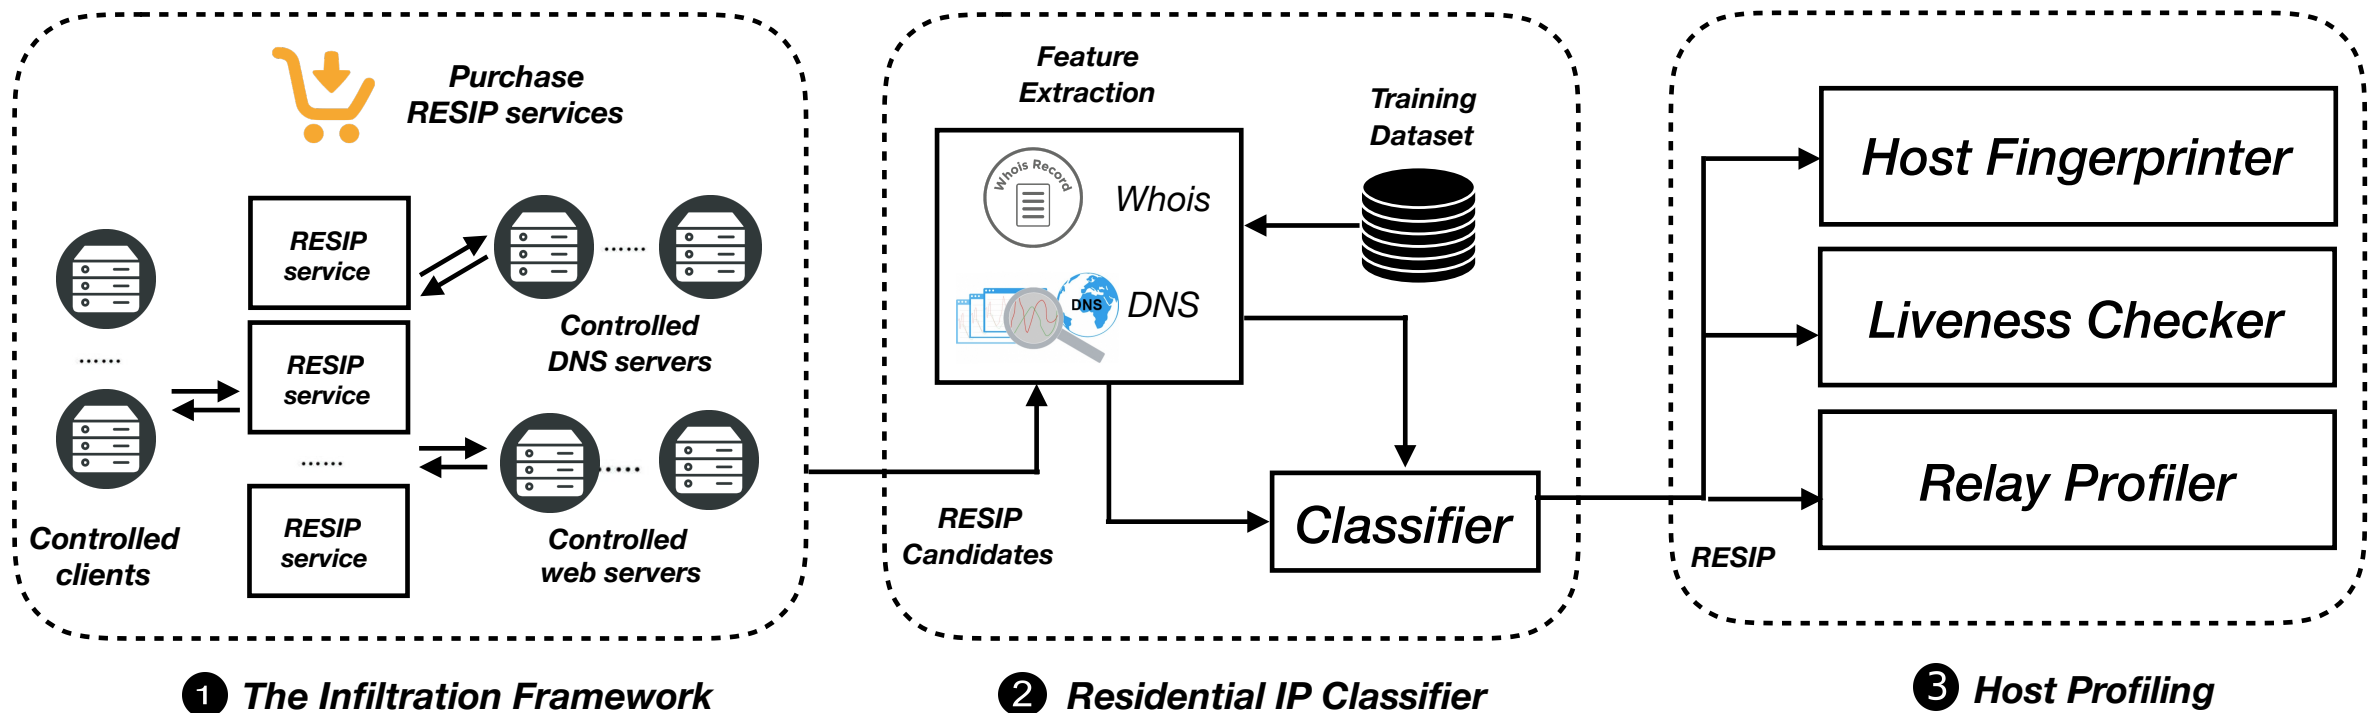 Purchase
RESIP services
RESIP
service
RESIP
service
......
RESIP
service
......
Controlled
clients
......
Controlled
DNS servers
......
Controlled
web servers
1 The Infiltration Framework
Feature
Extraction
Whois Record
Whois
DNS
DNS
Training
Dataset
RESIP
Candidates
Classifier
2 Residential IP Classifier
Host Fingerprinter
Liveness Checker
Relay Profiler
RESIP
3 Host Profiling